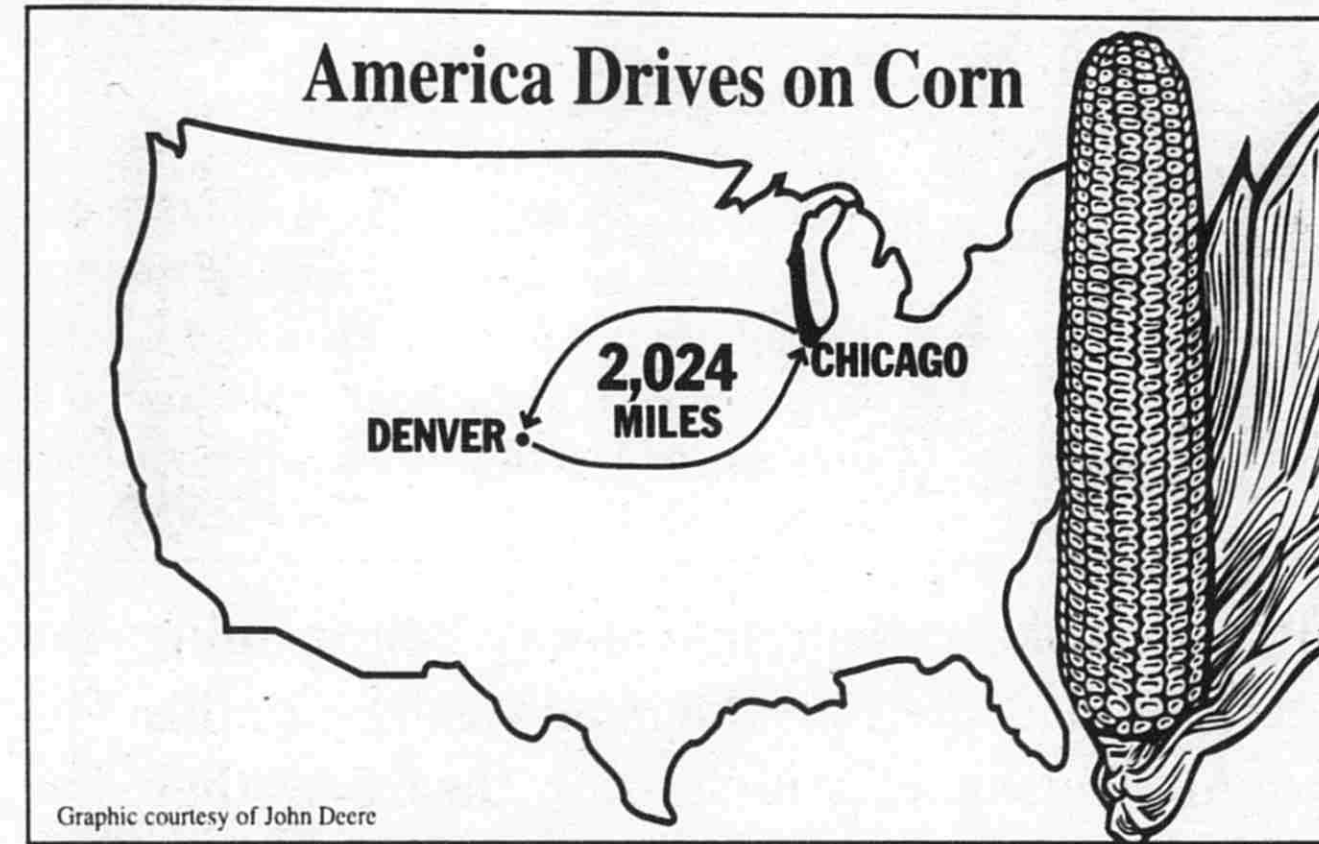 America Drives on Corn
2,024
MILES
CHICAGO
DENVER
Graphic courtesy of John Deere